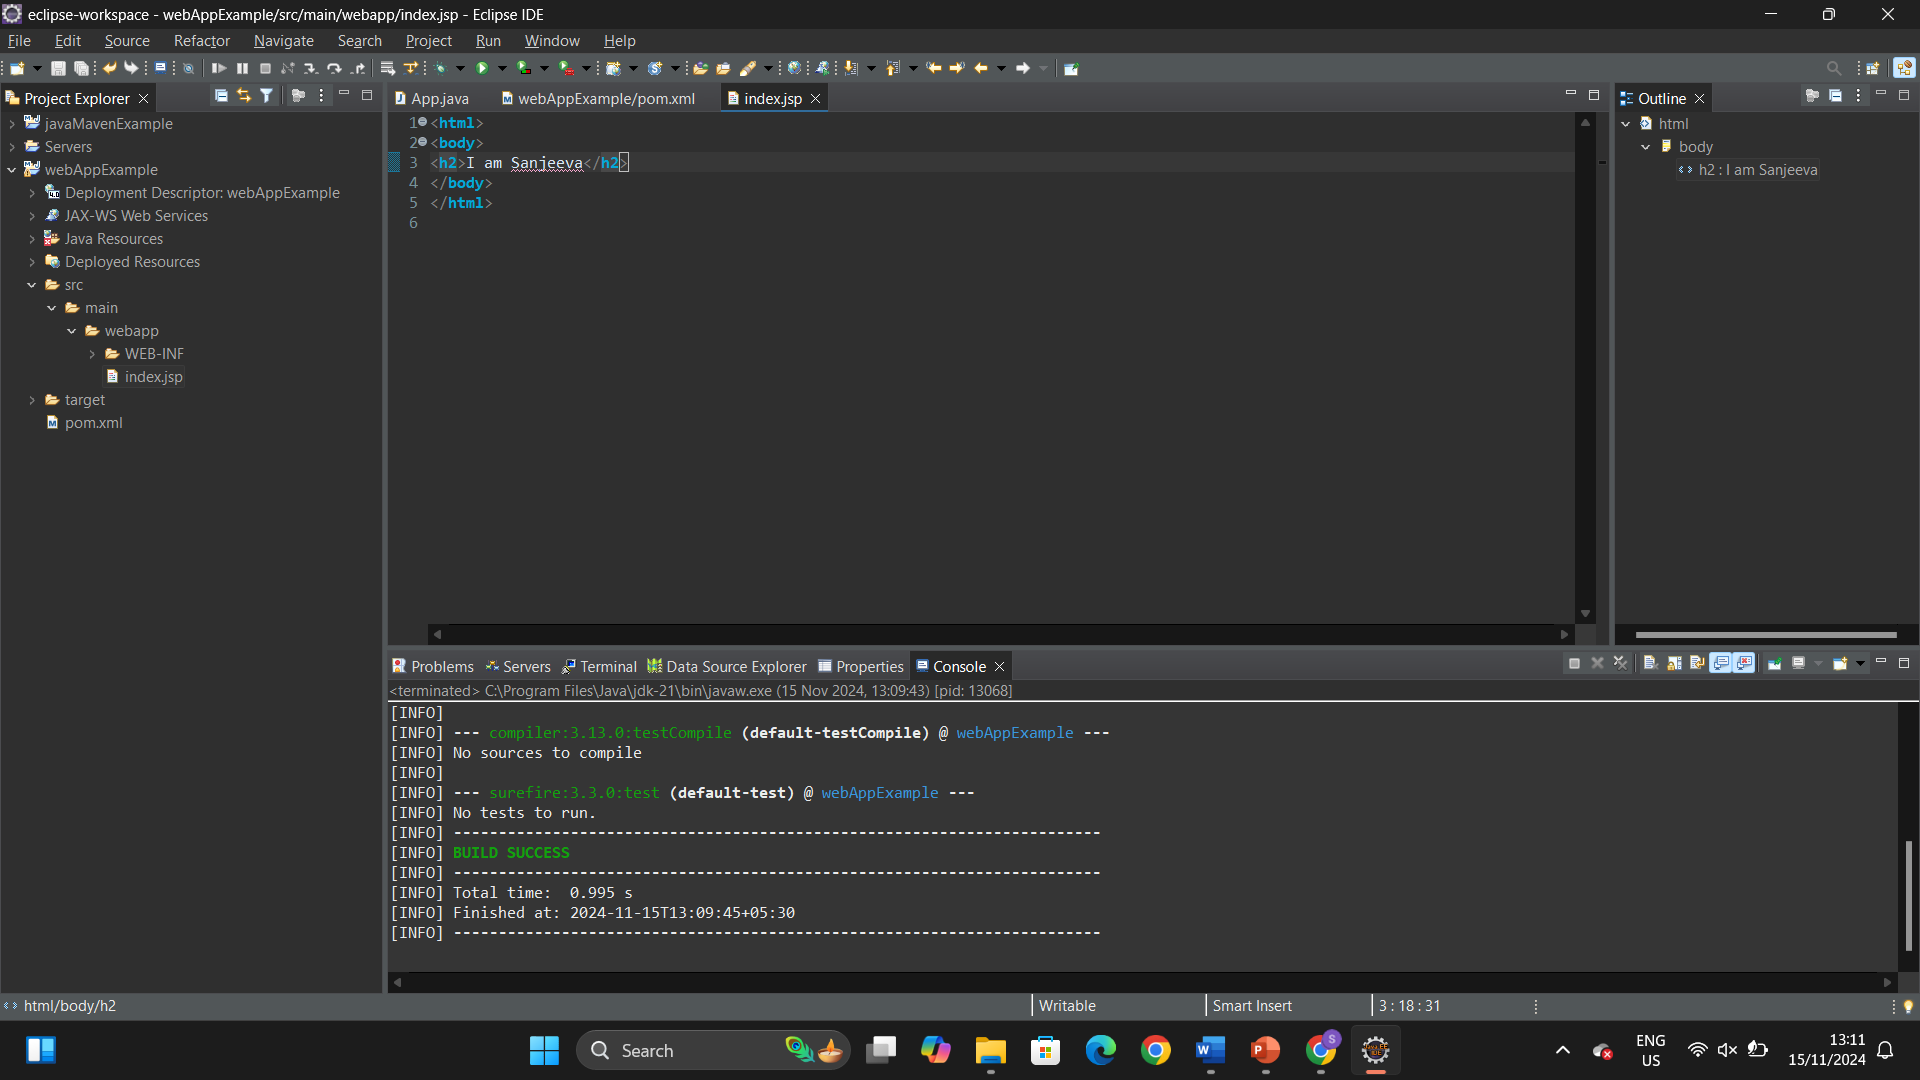 eclipse-workspace - webAppExample/src/main/webapp/index.jsp - Eclipse IDE
File Edit Source Refactor Navigate Search Project Run Window Help
Project Explorer
javaMavenExample
Servers
webAppExample
Deployment Descriptor: webAppExample
JAX-WS Web Services
Java Resources
Deployed Resources
src
main
webapp
WEB-INF
index.jsp
target
pom.xml
App.java webAppExample/pom.xml index.jsp
1 <html>
2 <body>
3 <h2>I am Sanjeeva</h2>
4 </body>
5 </html>
6
Outline
html
body
h2 : I am Sanjeeva
Problems Servers Terminal Data Source Explorer Properties Console
<terminated> C:\Program Files\Java\jdk-21\bin\javaw.exe (15 Nov 2024, 13:09:43) [pid: 13068]
[INFO]
[INFO] --- compiler:3.13.0:testCompile (default-testCompile) @ webAppExample ---
[INFO] No sources to compile
[INFO]
[INFO] --- surefire:3.3.0:test (default-test) @ webAppExample ---
[INFO] No tests to run.
[INFO] ------------------------------------------------------------------------
[INFO] BUILD SUCCESS
[INFO] ------------------------------------------------------------------------
[INFO] Total time:  0.995 s
[INFO] Finished at: 2024-11-15T13:09:45+05:30
[INFO] ------------------------------------------------------------------------
html/body/h2 Writable Smart Insert 3 : 18 : 31
Search
ENG
US
13:11
15/11/2024